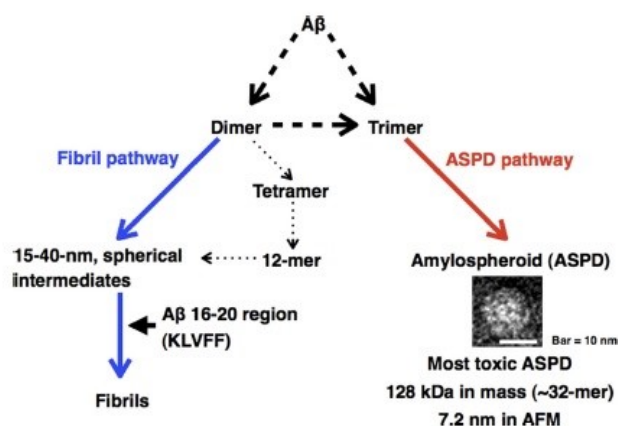 Aβ
Dimer
Trimer
Fibril pathway
ASPD pathway
Tetramer
15-40-nm, spherical
intermediates
12-mer
Amylospheroid (ASPD)
Aβ 16-20 region
(KLVFF)
Bar = 10 nm
Most toxic ASPD
128 kDa in mass (~32-mer)
Fibrils
7.2 nm in AFM